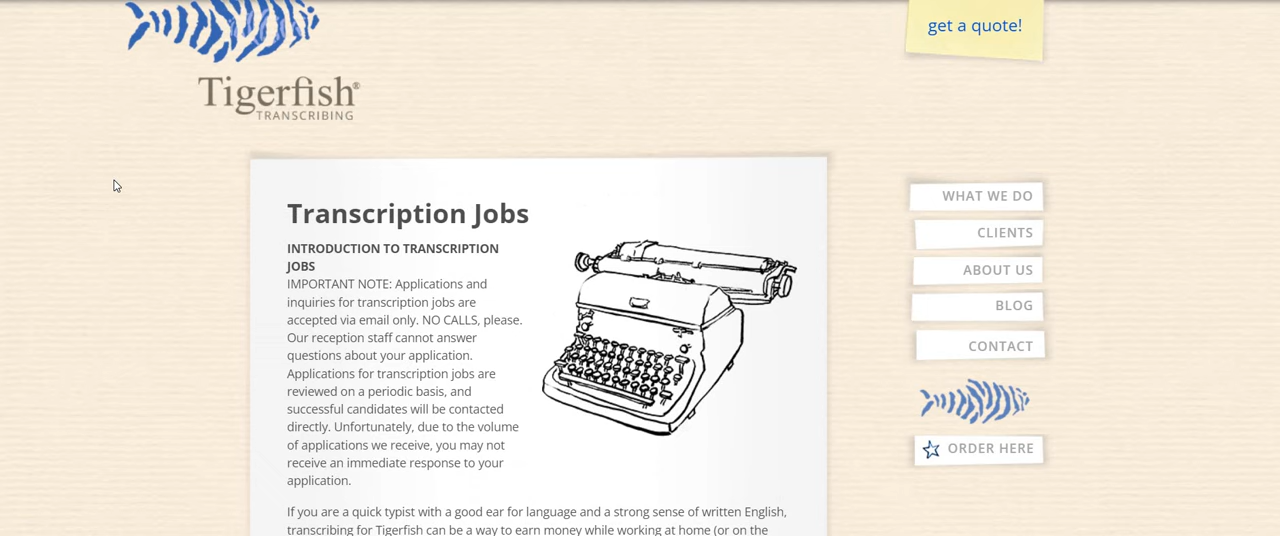 get a quote!
Tigerfish®
TRANSCRIBING
WHAT WE DO
CLIENTS
ABOUT US
BLOG
CONTACT
ORDER HERE
Transcription Jobs
INTRODUCTION TO TRANSCRIPTION
JOBS
IMPORTANT NOTE: Applications and
inquiries for transcription jobs are
accepted via email only. NO CALLS, please.
Our reception staff cannot answer
questions about your application.
Applications for transcription jobs are
reviewed on a periodic basis, and
successful candidates will be contacted
directly. Unfortunately, due to the volume
of applications we receive, you may not
receive an immediate response to your
application.
If you are a quick typist with a good ear for language and a strong sense of written English,
transcribing for Tigerfish can be a way to earn money while working at home (or on the